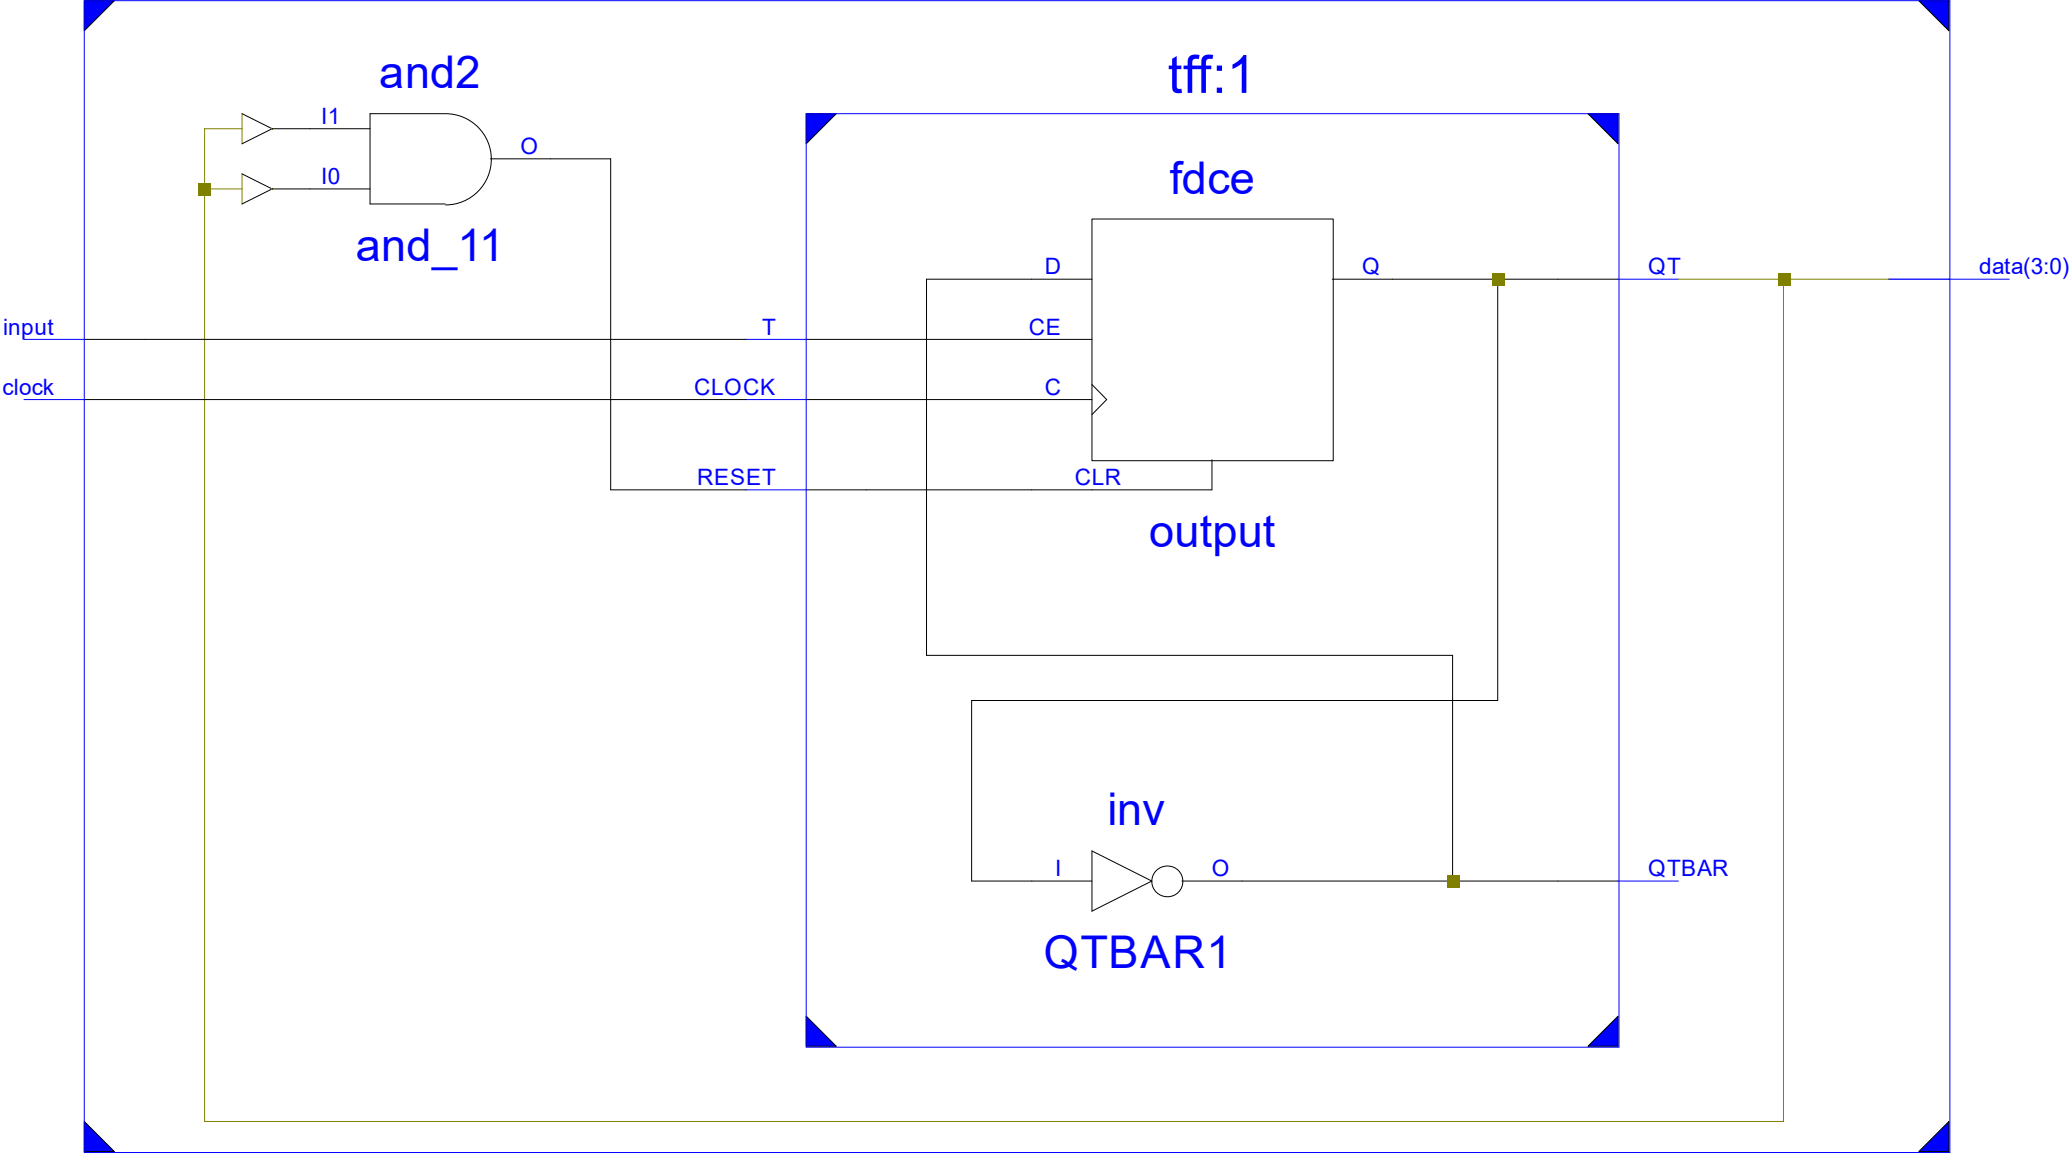 and2
tff:1
I1
O
I0
fdce
and_11
D
Q
QT
data(3:0)
input
T
CE
clock
CLOCK
C
RESET
CLR
output
inv
I
O
QTBAR
QTBAR1